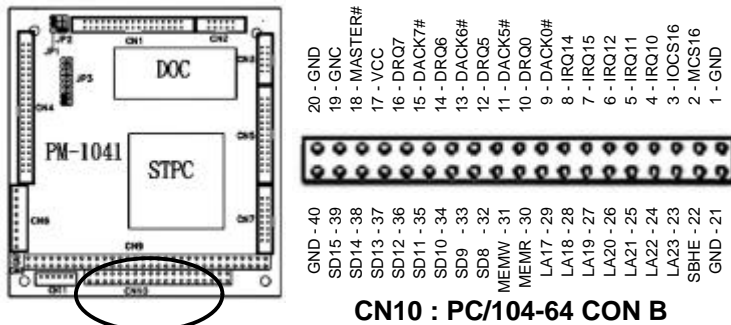 JP2
JP1
CN1
CN2
DOC
CN3
JP3
CN4
CN5
PM-1041
STPC
CN6
CN7
CN9
CN11
CN10
20 - GND
19 - GNC
18 - MASTER#
17 - VCC
16 - DRQ7
15 - DACK7#
14 - DRQ6
13 - DACK6#
12 - DRQ5
11 - DACK5#
10 - DRQ0
9 - DACK0#
8 - IRQ14
7 - IRQ15
6 - IRQ12
5 - IRQ11
4 - IRQ10
3 - IOCS16
2 - MCS16
1 - GND
GND - 40
SD15 - 39
SD14 - 38
SD13 - 37
SD12 - 36
SD11 - 35
SD10 - 34
SD9 - 33
SD8 - 32
MEMW - 31
MEMR - 30
LA17 - 29
LA18 - 28
LA19 - 27
LA20 - 26
LA21 - 25
LA22 - 24
LA23 - 23
SBHE - 22
GND - 21
CN10 : PC/104-64 CON B